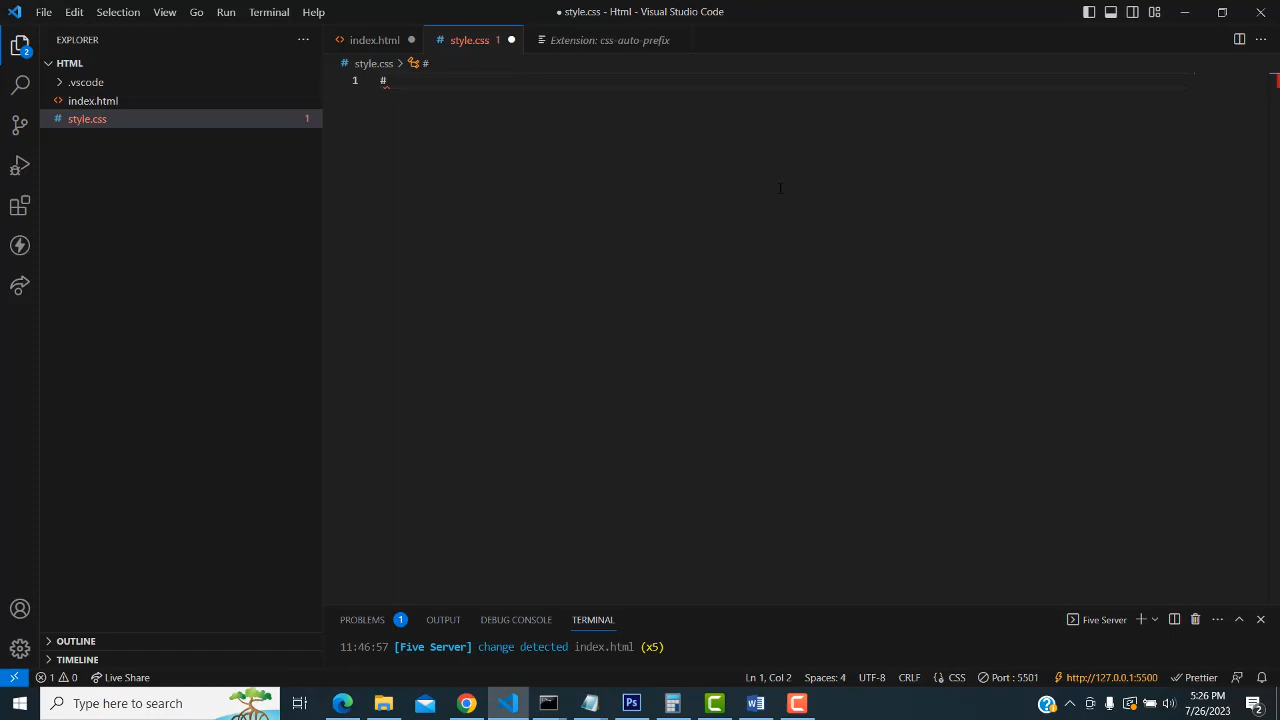 File Edit Selection View Go Run Terminal Help
● style.css - Html - Visual Studio Code
EXPLORER
index.html
style.css 1
Extension: css-auto-prefix
HTML
style.css > #
.vscode
1 #
index.html
style.css 1
2
OUTLINE
TIMELINE
PROBLEMS 1 OUTPUT DEBUG CONSOLE TERMINAL
Five Server
11:46:57 [Five Server] change detected index.html (x5)
1 0 Live Share
Ln 1, Col 2 Spaces: 4 UTF-8 CRLF CSS Port : 5501 http://127.0.0.1:5500 Prettier
Type here to search
Ps
5:26 PM
7/26/2023
2